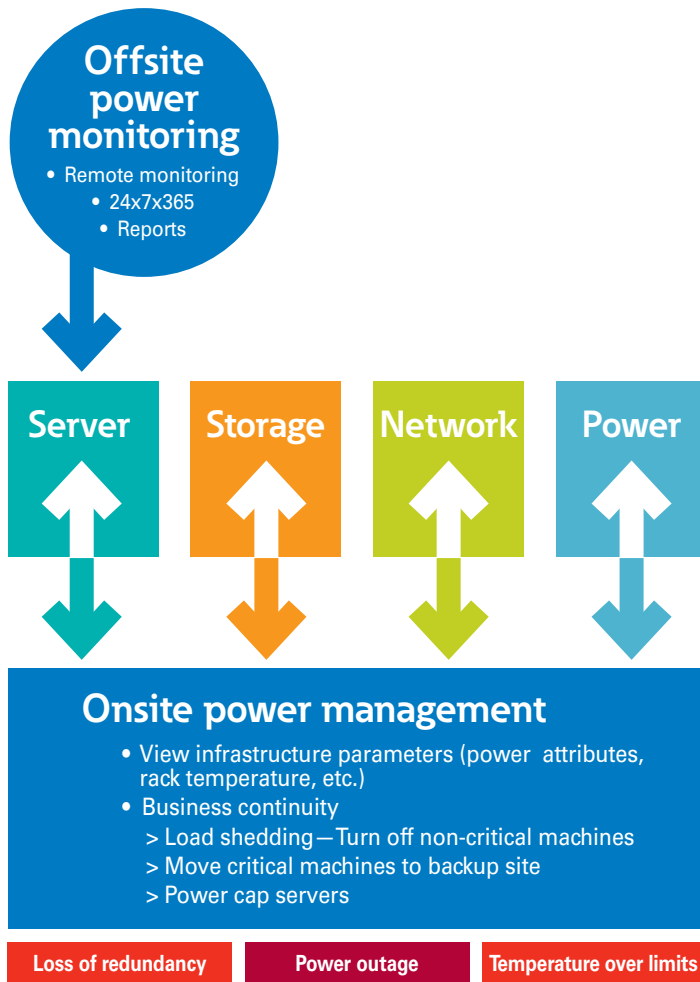 Offsite
power
monitoring
• Remote monitoring
• 24x7x365
• Reports
Server
Storage
Network
Power
Onsite power management
• View infrastructure parameters (power attributes,
rack temperature, etc.)
• Business continuity
> Load shedding—Turn off non-critical machines
> Move critical machines to backup site
> Power cap servers
Loss of redundancy
Power outage
Temperature over limits